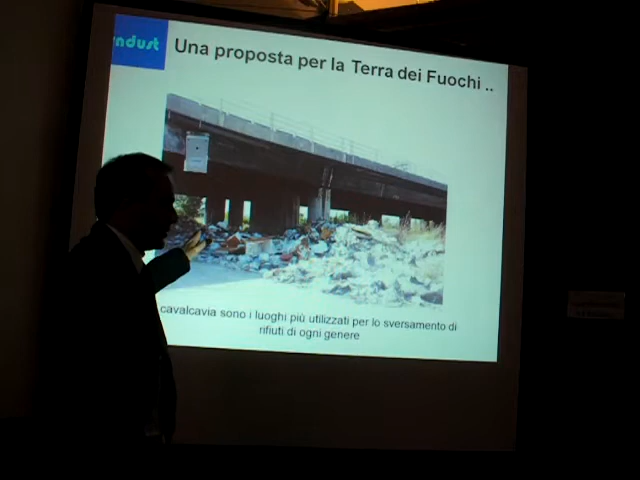 ndust
Una proposta per la Terra dei Fuochi ..
cavalcavia sono i luoghi più utilizzati per lo sversamento di
rifiuti di ogni genere